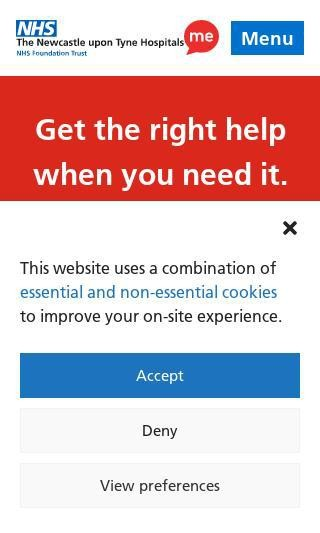 NHS
The Newcastle upon Tyne Hospitals
NHS Foundation Trust
me
Menu
Get the right help
when you need it.
This website uses a combination of
essential and non-essential cookies
to improve your on-site experience.
Accept
Deny
View preferences